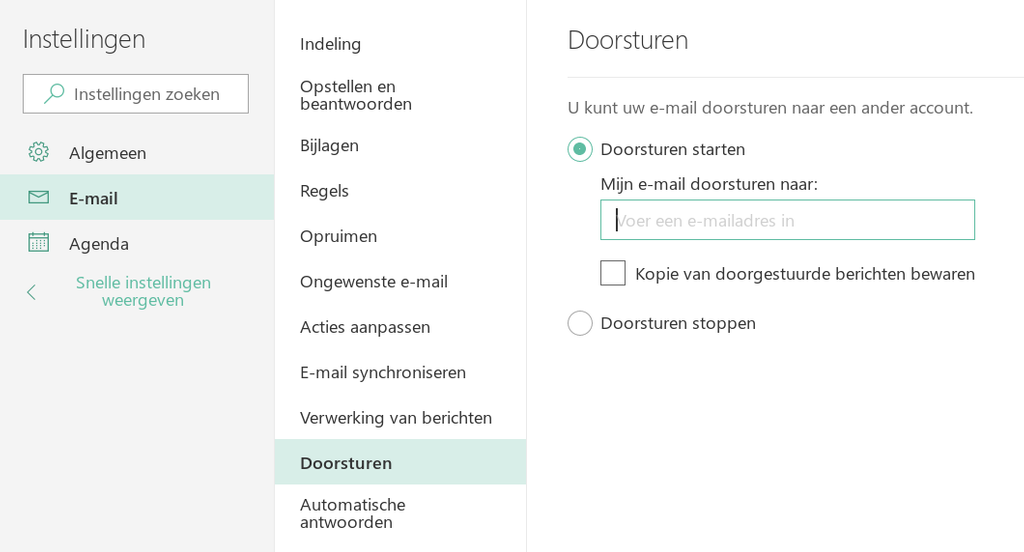 Instellingen
Instellingen zoeken
Algemeen
E-mail
Agenda
Snelle instellingen
weergeven
Indeling
Opstellen en
beantwoorden
Bijlagen
Regels
Opruimen
Ongewenste e-mail
Acties aanpassen
E-mail synchroniseren
Verwerking van berichten
Doorsturen
Automatische
antwoorden
Doorsturen
U kunt uw e-mail doorsturen naar een ander account.
Doorsturen starten
Mijn e-mail doorsturen naar:
Voer een e-mailadres in
Kopie van doorgestuurde berichten bewaren
Doorsturen stoppen